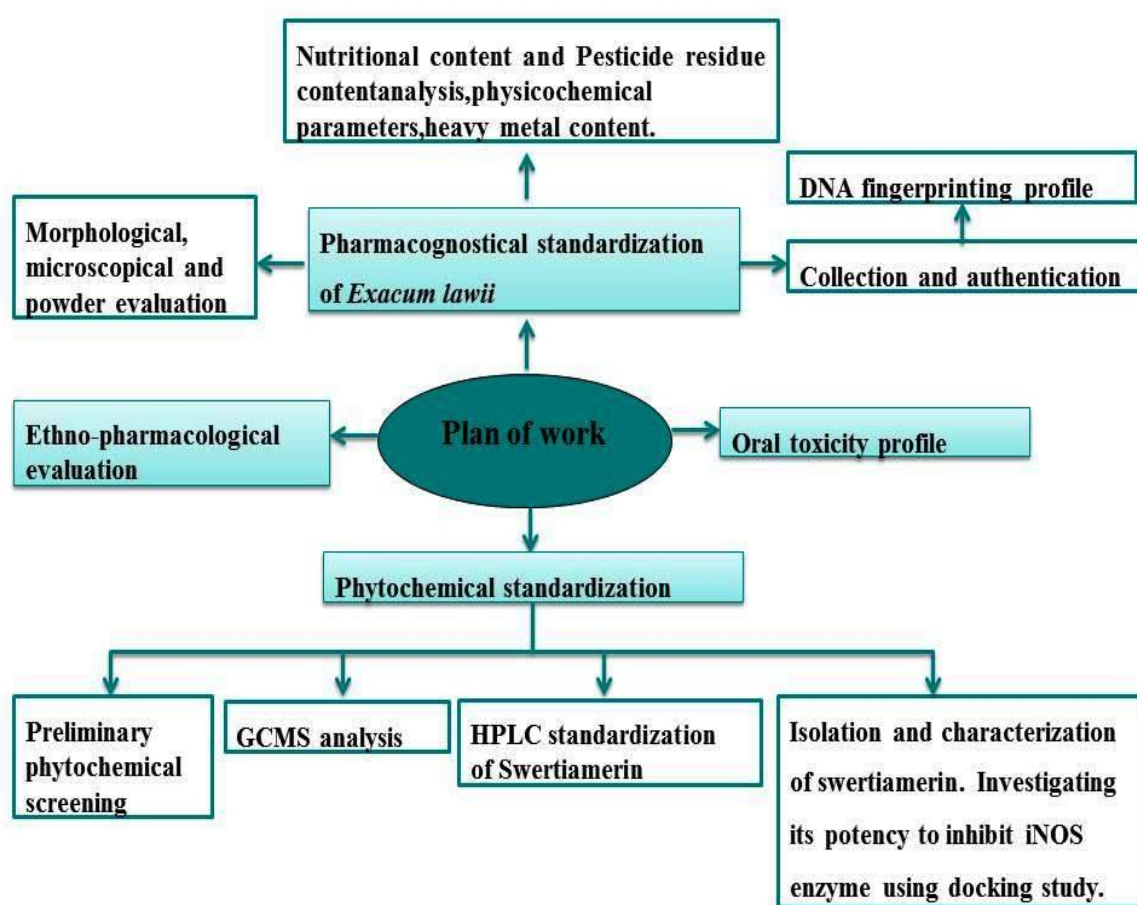 Nutritional content and Pesticide residue
contentanalysis,physicochemical
parameters,heavy metal content.
DNA fingerprinting profile
Morphological,
microscopical and
powder evaluation
Pharmacognostical standardization
of Exacum lawii
Collection and authentication
Ethno-pharmacological
evaluation
Plan of work
Oral toxicity profile
Phytochemical standardization
Preliminary
phytochemical
screening
GCMS analysis
HPLC standardization
of Swertiamerin
Isolation and characterization
of swertiamerin. Investigating
its potency to inhibit iNOS
enzyme using docking study.